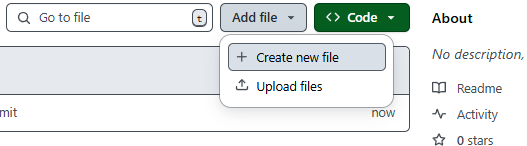 Go to file
t
Add file
Code
About
Create new file
Upload files
No description,
Readme
mit
now
Activity
0 stars